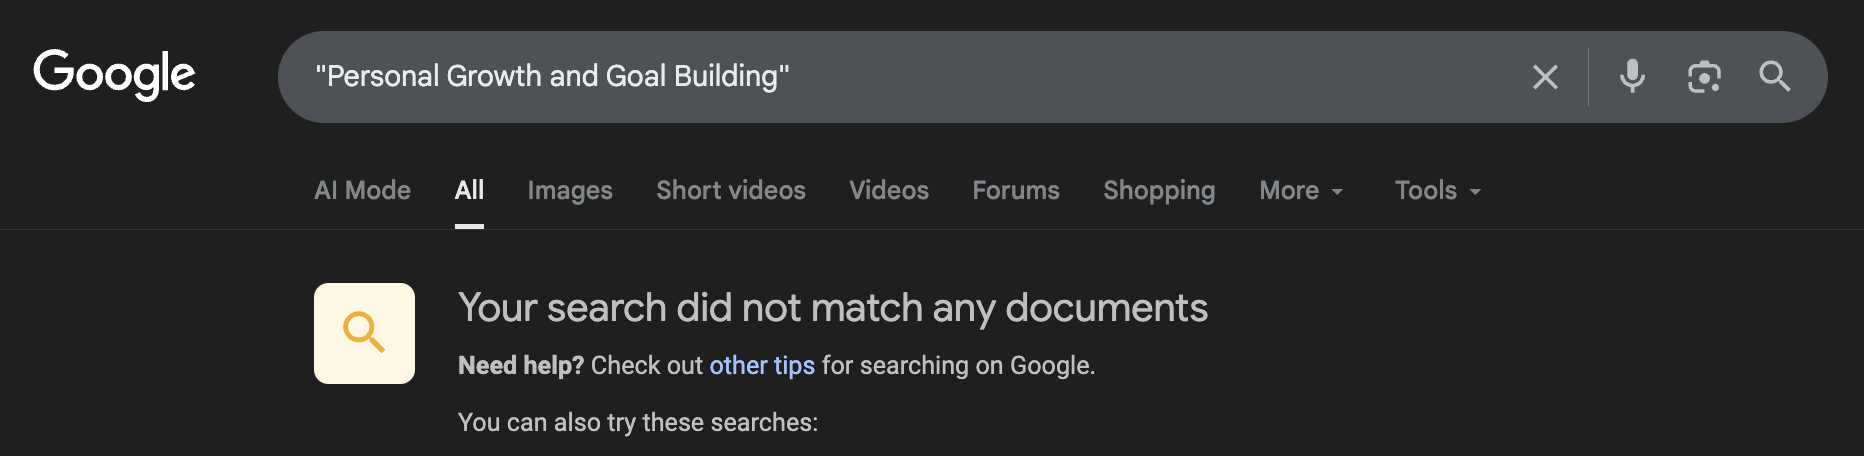 Google
"Personal Growth and Goal Building"
AI Mode All Images Short videos Videos Forums Shopping More Tools
Your search did not match any documents
Need help? Check out other tips for searching on Google.
You can also try these searches: